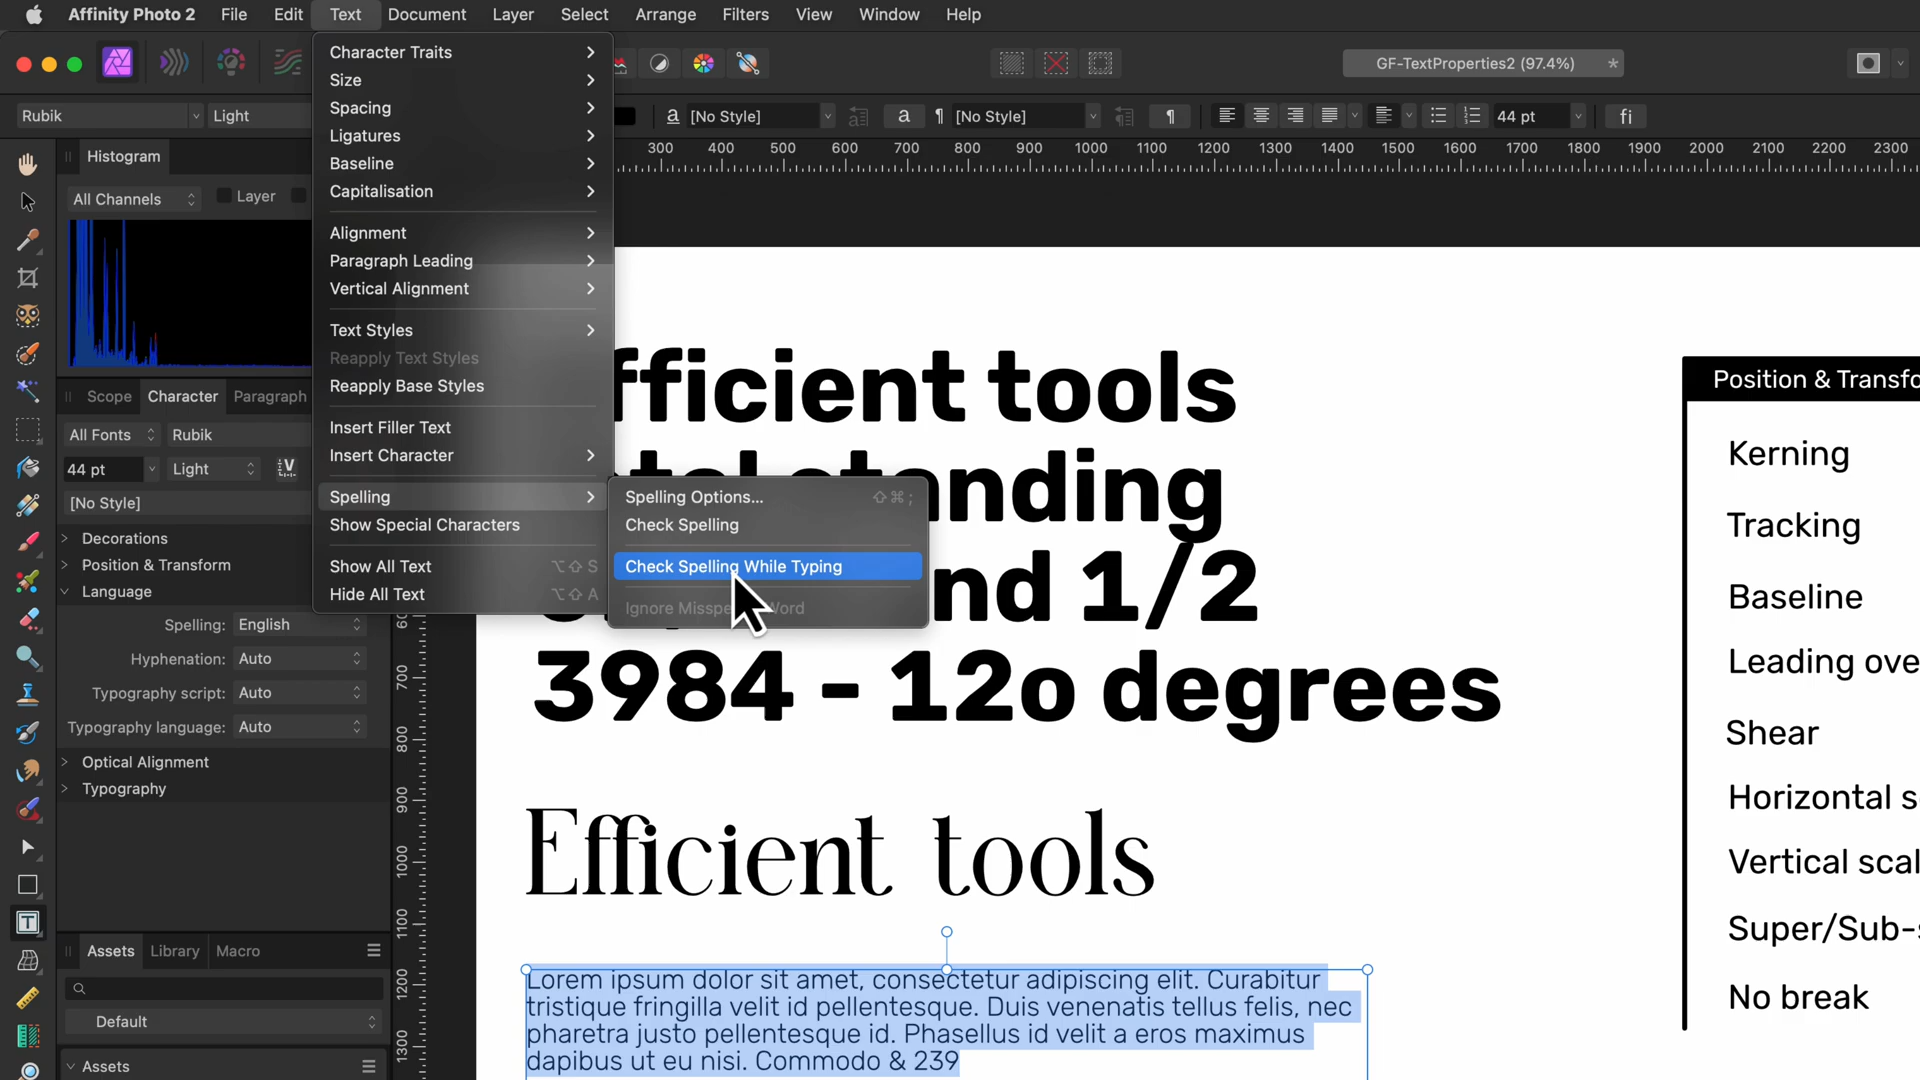 Affinity Photo 2 File Edit Text Document Layer Select Arrange Filters View Window Help
GF-TextProperties2 (97.4%) *
Rubik Light a [No Style] a ¶ [No Style] ¶ 44 pt fi
300 400 500 600 700 800 900 1000 1100 1200 1300 1400 1500 1600 1700 1800 1900 2000 2100 2200 2300
Histogram
All Channels Layer
Scope Character Paragraph
All Fonts Rubik
44 pt Light
[No Style]
Decorations
Position & Transform
Language
Spelling: English
Hyphenation: Auto
Typography script: Auto
Typography language: Auto
Optical Alignment
Typography
Assets Library Macro
Default
Assets
Character Traits
Size
Spacing
Ligatures
Baseline
Capitalisation
Alignment
Paragraph Leading
Vertical Alignment
Text Styles
Reapply Text Styles
Reapply Base Styles
Insert Filler Text
Insert Character
Spelling
Show Special Characters
Show All Text ⌥⇧ S
Hide All Text ⌥⇧ A
Spelling Options... ⇧⌘ ;
Check Spelling
Check Spelling While Typing
Ignore
700
800
900
1000
1100
1200
1300
fficient tools
anding
nd 1/2
3984 - 12o degrees
Efficient tools
Lorem ipsum dolor sit amet, consectetur adipiscing elit. Curabitur
tristique fringilla velit id pellentesque. Duis venenatis tellus felis, nec
pharetra justo pellentesque id. Phasellus id velit a eros maximus
dapibus ut eu nisi. Commodo & 239
Position & Transfo
Kerning
Tracking
Baseline
Leading ove
Shear
Horizontal s
Vertical scal
Super/Sub-s
No break